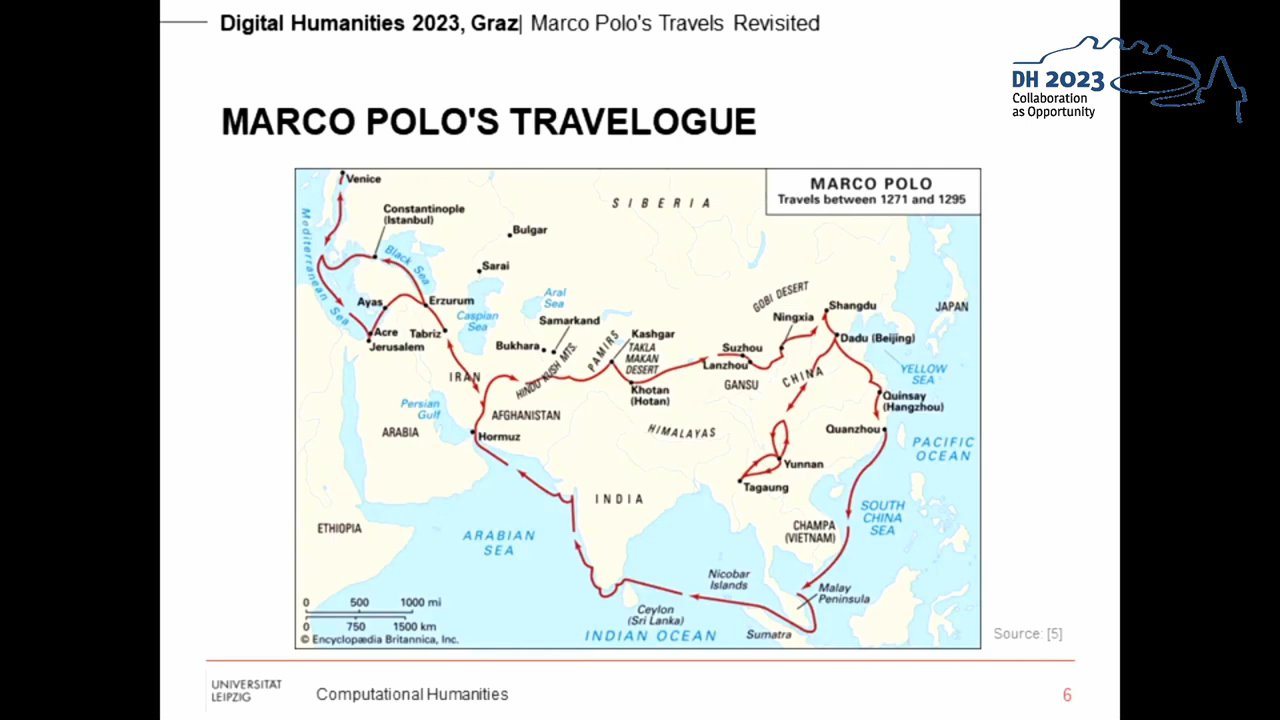 Digital Humanities 2023, Graz| Marco Polo's Travels Revisited
DH 2023
Collaboration
as Opportunity
MARCO POLO'S TRAVELOGUE
MARCO POLO
Travels between 1271 and 1295
Venice
SIBERIA
Constantinople
(Istanbul)
Bulgar
Mediterranean Sea
Black Sea
Sarai
Ayas
Erzurum
Aral
Sea
GOBI DESERT
Shangdu
JAPAN
Caspian
Sea
Samarkand
Ningxia
Acre
Tabriz
Kashgar
Dadu (Beijing)
Jerusalem
Bukhara
HINDU KUSH MTS.
PAMIRS
TAKLA
MAKAN
DESERT
Suzhou
Lanzhou
YELLOW
SEA
IRAN
GANSU
CHINA
Khotan
(Hotan)
Quinsay
(Hangzhou)
Persian
Gulf
AFGHANISTAN
ARABIA
Hormuz
HIMALAYAS
Quanzhou
PACIFIC
OCEAN
Yunnan
Tagaung
INDIA
SOUTH
CHINA
SEA
ETHIOPIA
ARABIAN
SEA
CHAMPA
(VIETNAM)
Nicobar
Islands
Malay
Peninsula
0 500 1000 mi
0 750 1500 km
Ceylon
(Sri Lanka)
INDIAN OCEAN
Sumatra
© Encyclopædia Britannica, Inc.
Source: [5]
UNIVERSITÄT
LEIPZIG
Computational Humanities
6